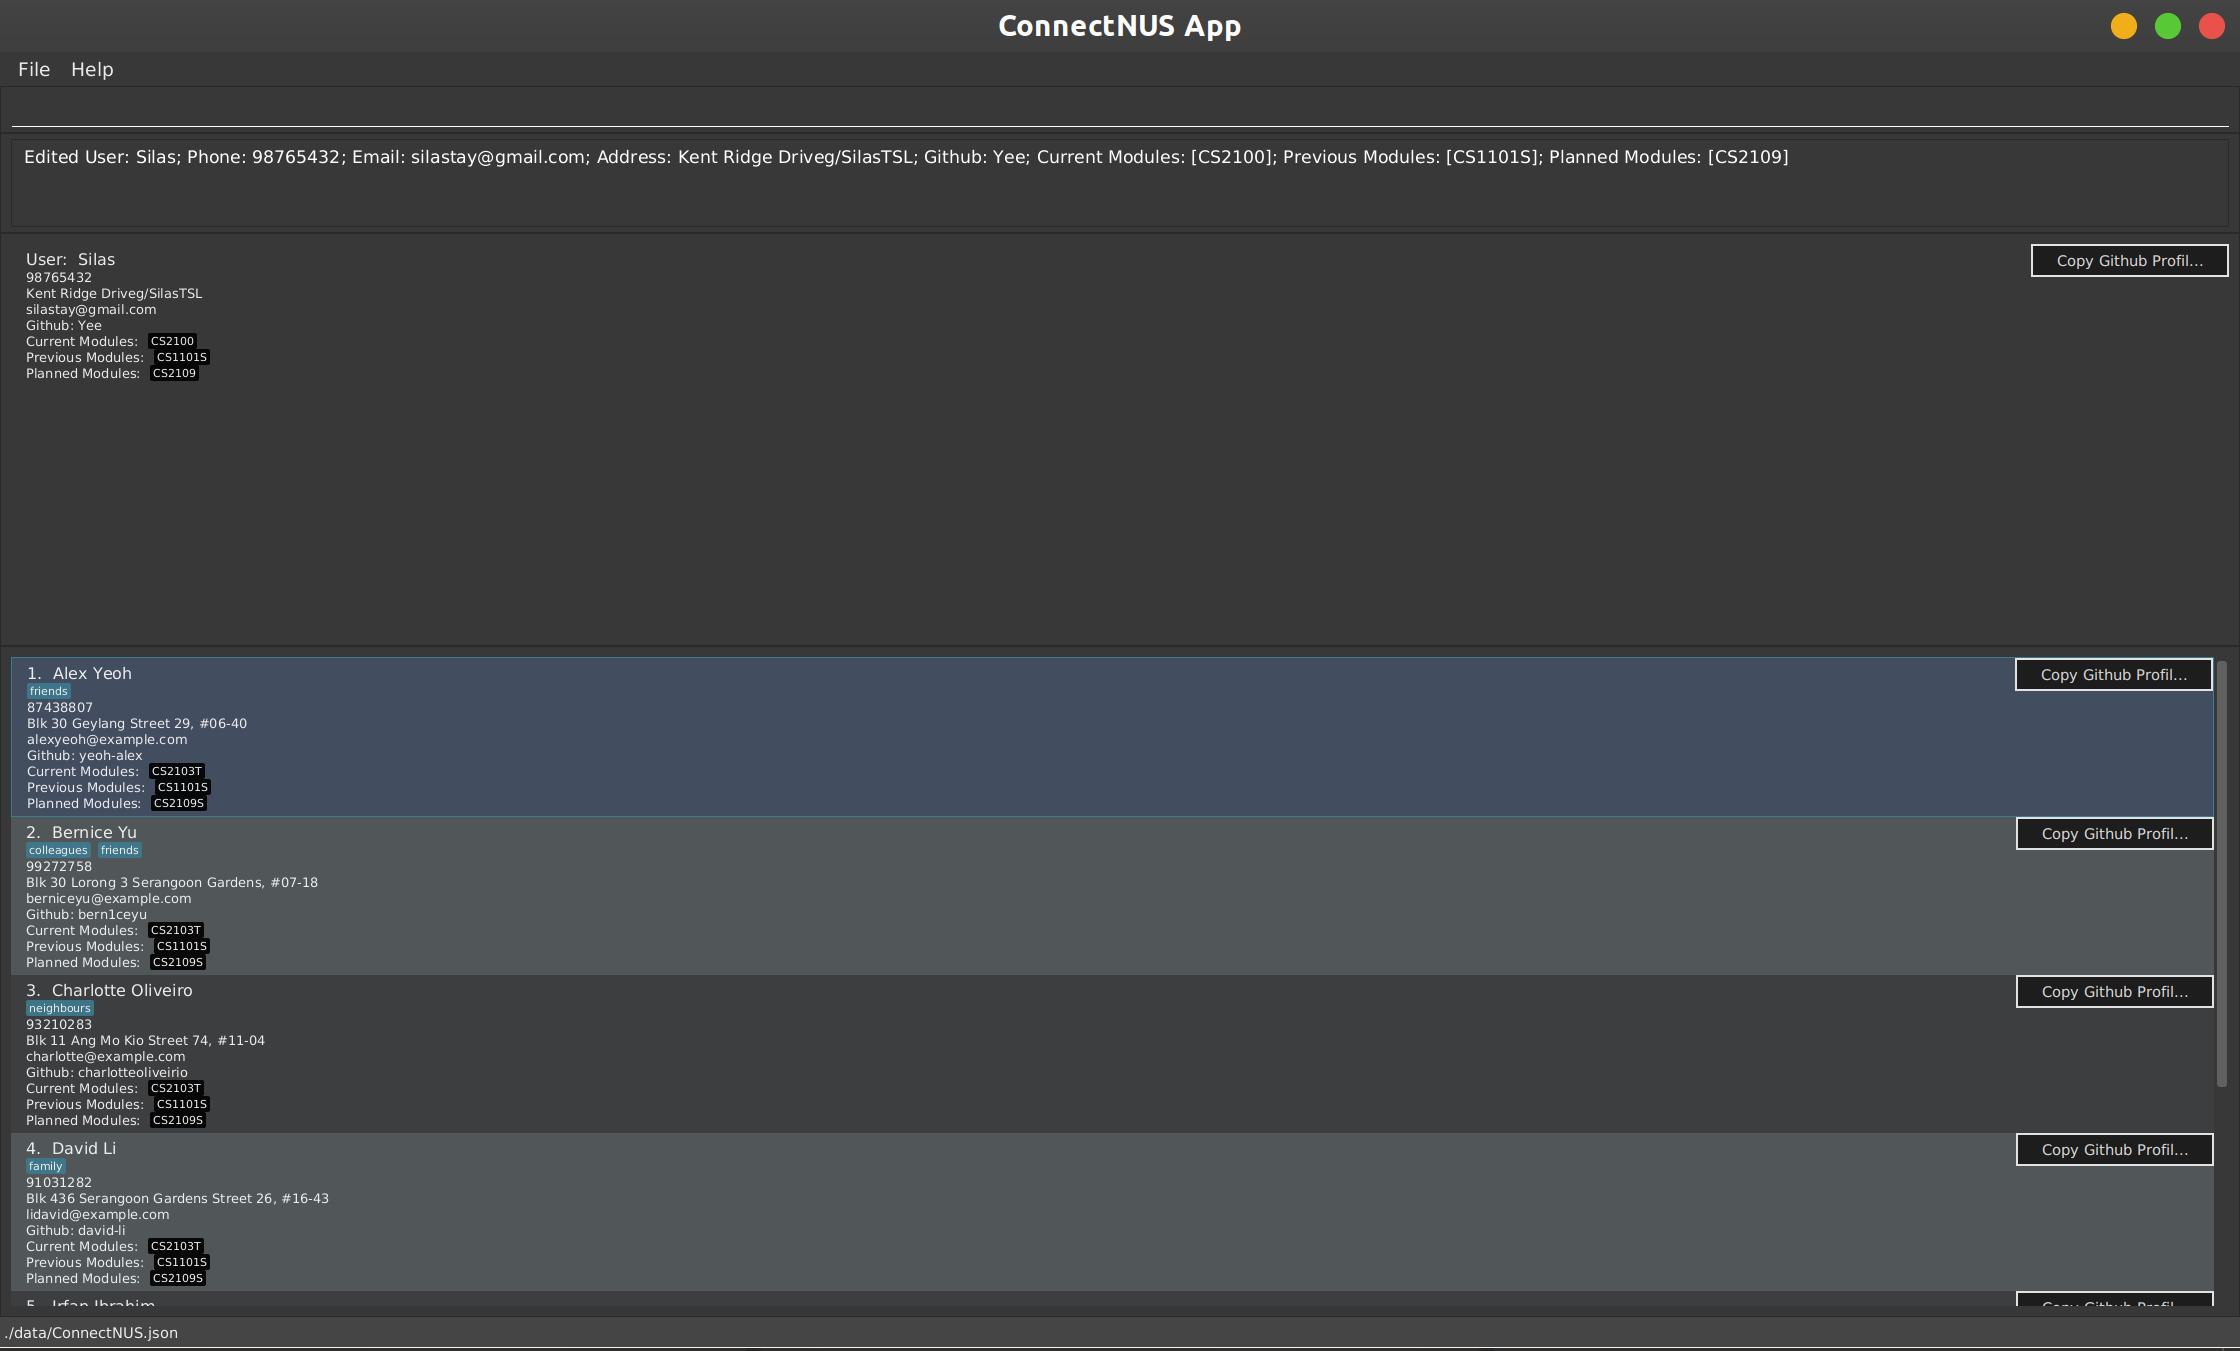 ConnectNUS App
File Help
Edited User: Silas; Phone: 98765432; Email: silastay@gmail.com; Address: Kent Ridge Driveg/SilasTSL; Github: Yee; Current Modules: [CS2100]; Previous Modules: [CS1101S]; Planned Modules: [CS2109]
User: Silas
Copy Github Profil...
98765432
Kent Ridge Driveg/SilasTSL
silastay@gmail.com
Github: Yee
Current Modules: CS2100
Previous Modules: CS1101S
Planned Modules: CS2109
1. Alex Yeoh
Copy Github Profil...
friends
87438807
Blk 30 Geylang Street 29, #06-40
alexyeoh@example.com
Github: yeoh-alex
Current Modules: CS2103T
Previous Modules: CS1101S
Planned Modules: CS2109S
2. Bernice Yu
Copy Github Profil...
colleagues friends
99272758
Blk 30 Lorong 3 Serangoon Gardens, #07-18
berniceyu@example.com
Github: bern1ceyu
Current Modules: CS2103T
Previous Modules: CS1101S
Planned Modules: CS2109S
3. Charlotte Oliveiro
Copy Github Profil...
neighbours
93210283
Blk 11 Ang Mo Kio Street 74, #11-04
charlotte@example.com
Github: charlotteoliveirio
Current Modules: CS2103T
Previous Modules: CS1101S
Planned Modules: CS2109S
4. David Li
Copy Github Profil...
family
91031282
Blk 436 Serangoon Gardens Street 26, #16-43
lidavid@example.com
Github: david-li
Current Modules: CS2103T
Previous Modules: CS1101S
Planned Modules: CS2109S
5. Irfan Ibrahim
Copy Github Profil...
./data/ConnectNUS.json